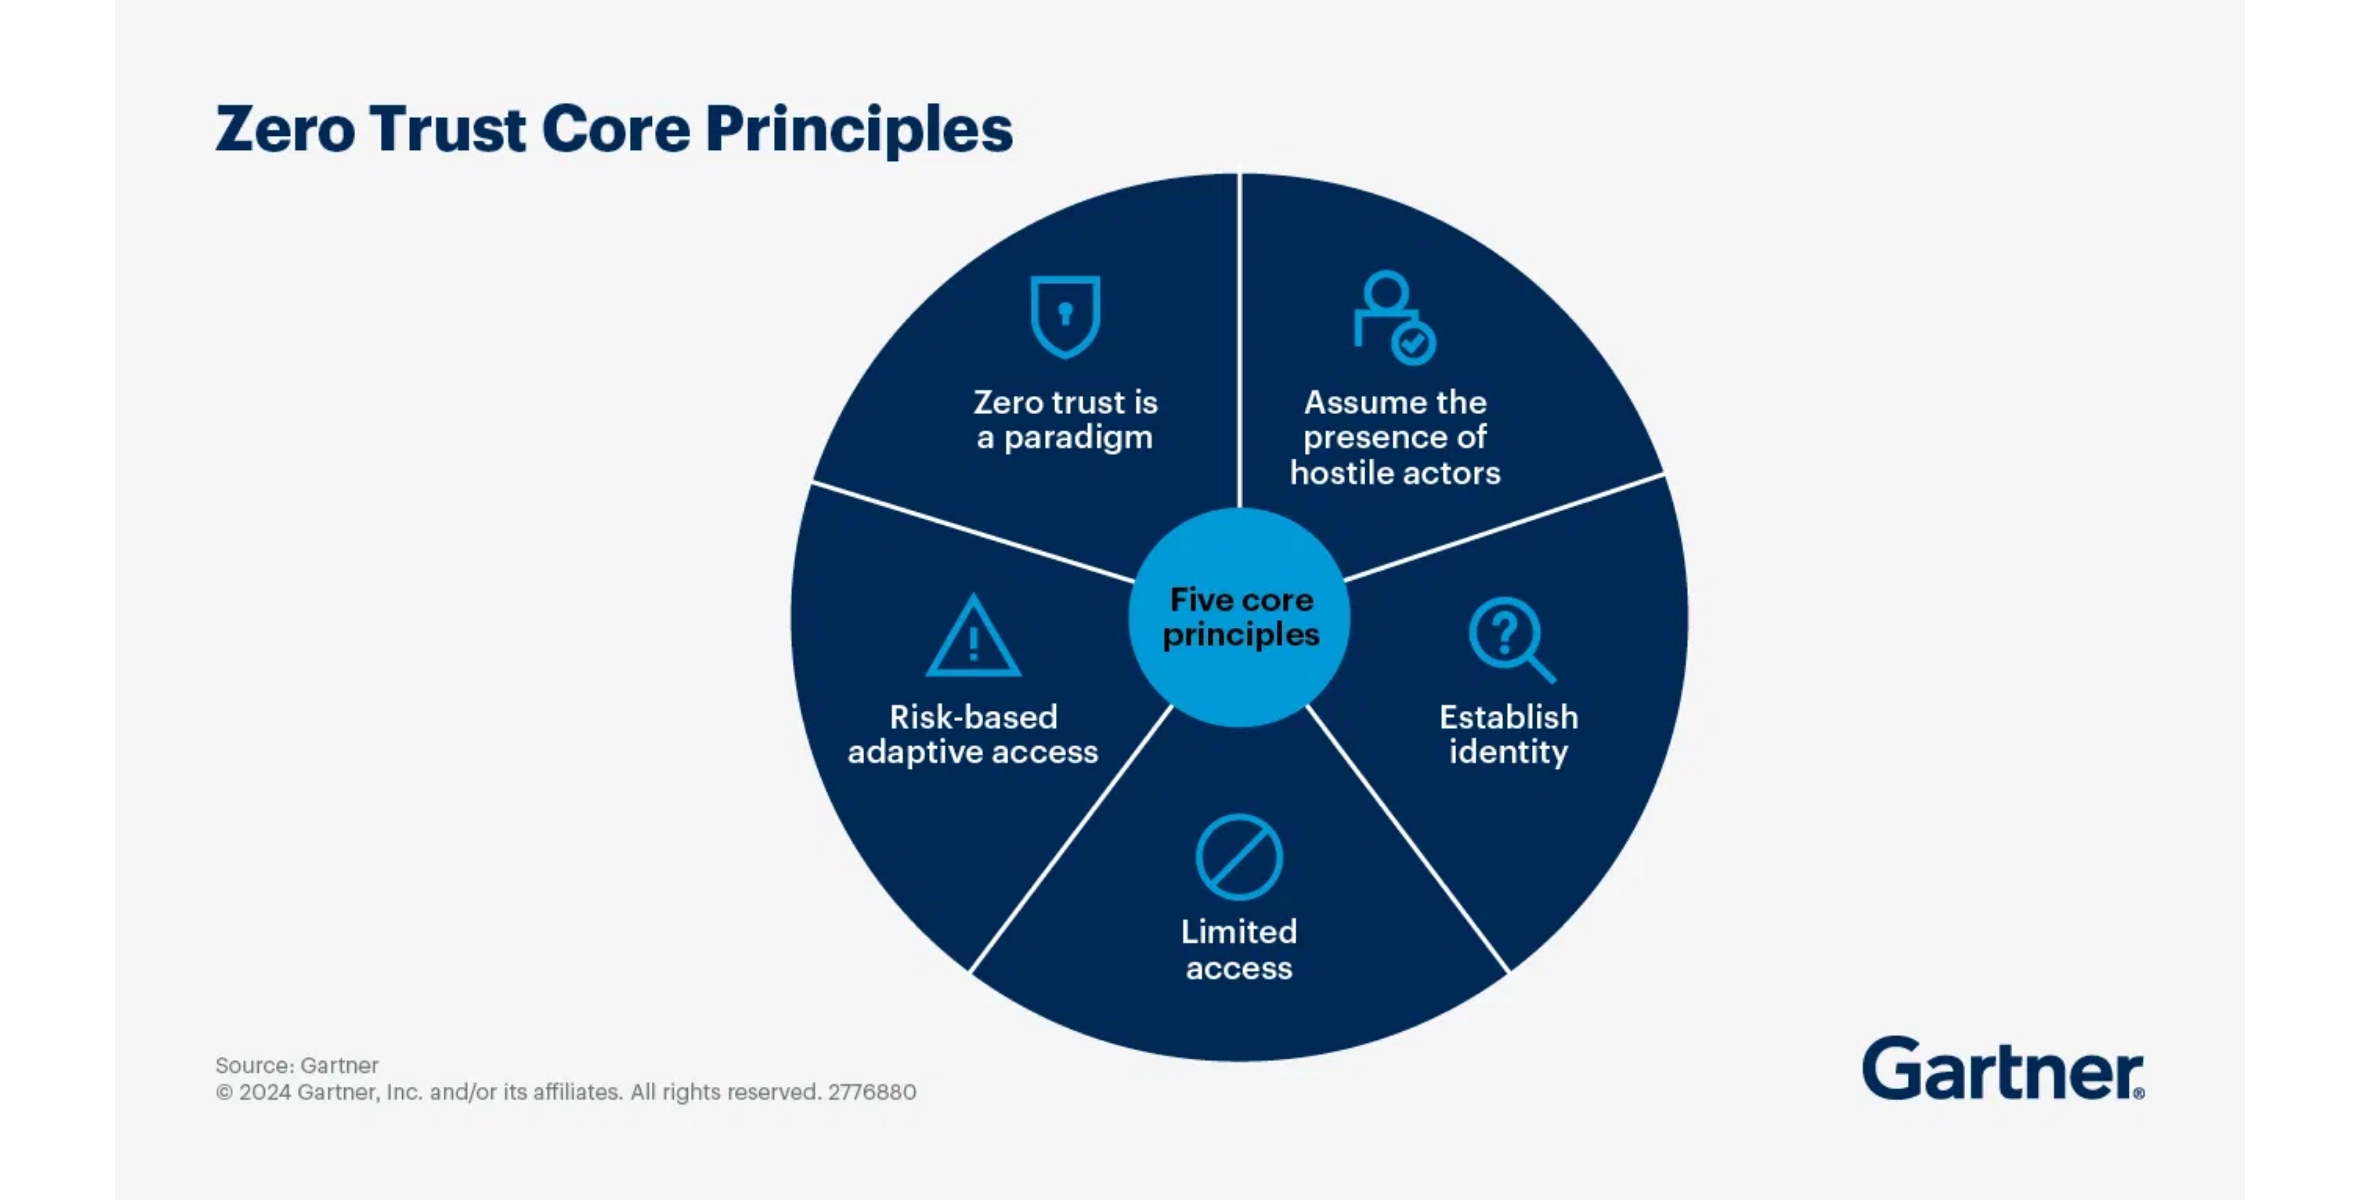 Zero Trust Core Principles
Zero trust is
a paradigm
Assume the
presence of
hostile actors
Five core
principles
Risk-based
adaptive access
Establish
identity
Limited
access
Source: Gartner
© 2024 Gartner, Inc. and/or its affiliates. All rights reserved. 2776880
Gartner®